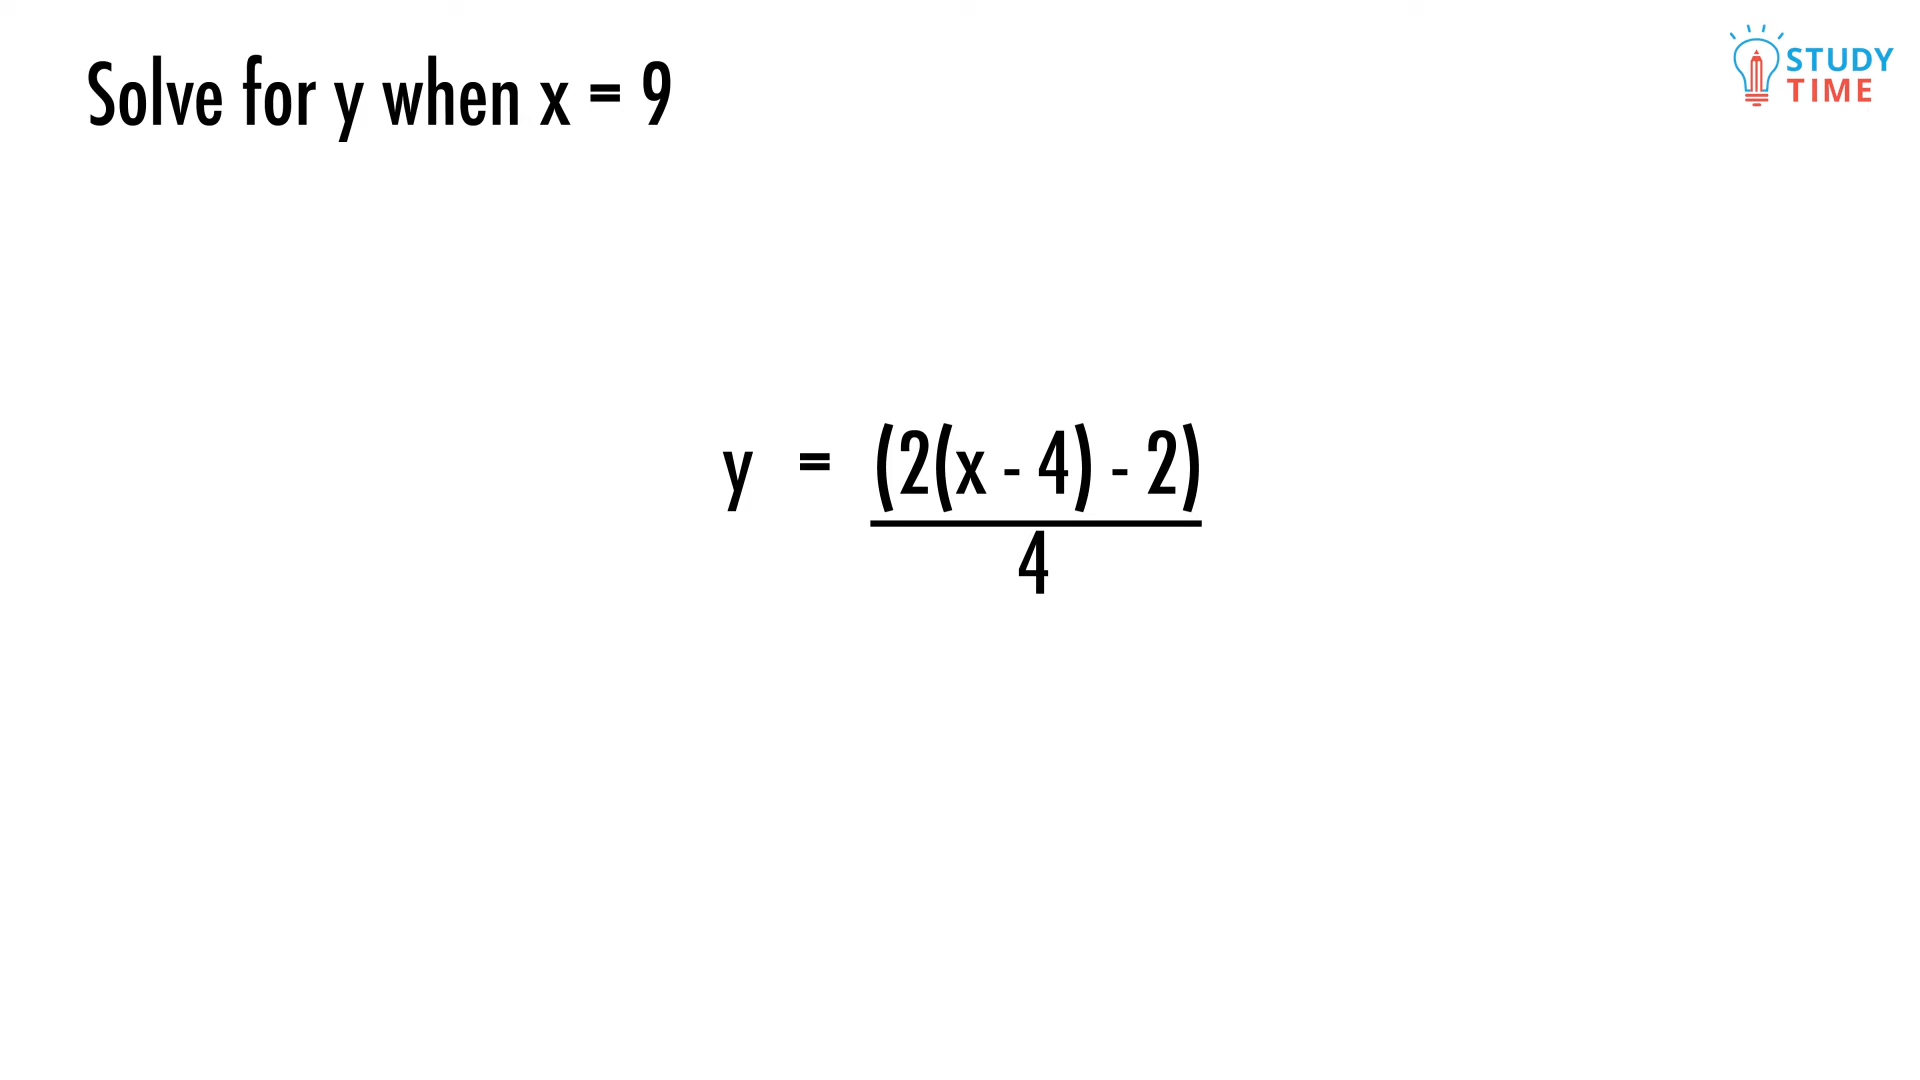 Solve for y when x = 9
STUDY
TIME
y = (2(x - 4) - 2)
4